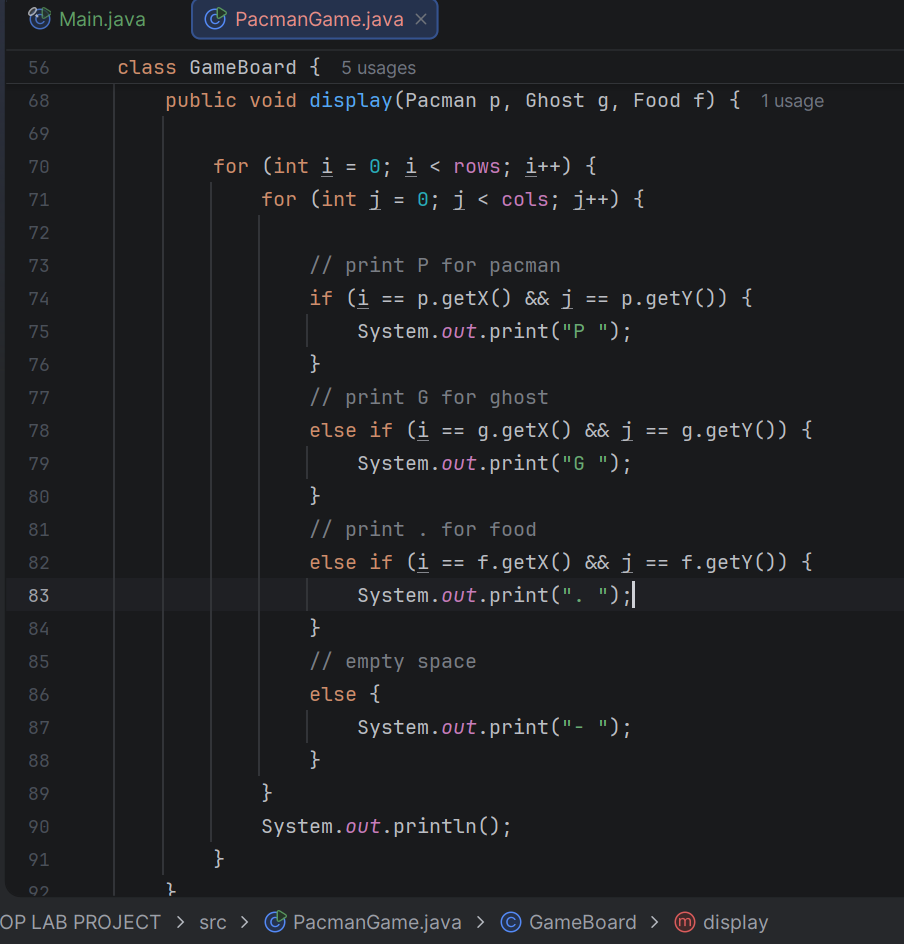 Main.java PacmanGame.java ×
56 class GameBoard { 5 usages
68 public void display(Pacman p, Ghost g, Food f) { 1 usage
69
70 for (int i = 0; i < rows; i++) {
71 for (int j = 0; j < cols; j++) {
72
73 // print P for pacman
74 if (i == p.getX() && j == p.getY()) {
75 System.out.print("P ");
76 }
77 // print G for ghost
78 else if (i == g.getX() && j == g.getY()) {
79 System.out.print("G ");
80 }
81 // print . for food
82 else if (i == f.getX() && j == f.getY()) {
83 System.out.print(". ");
84 }
85 // empty space
86 else {
87 System.out.print("- ");
88 }
89 }
90 System.out.println();
91 }
92 }
OP LAB PROJECT > src > PacmanGame.java > GameBoard > display